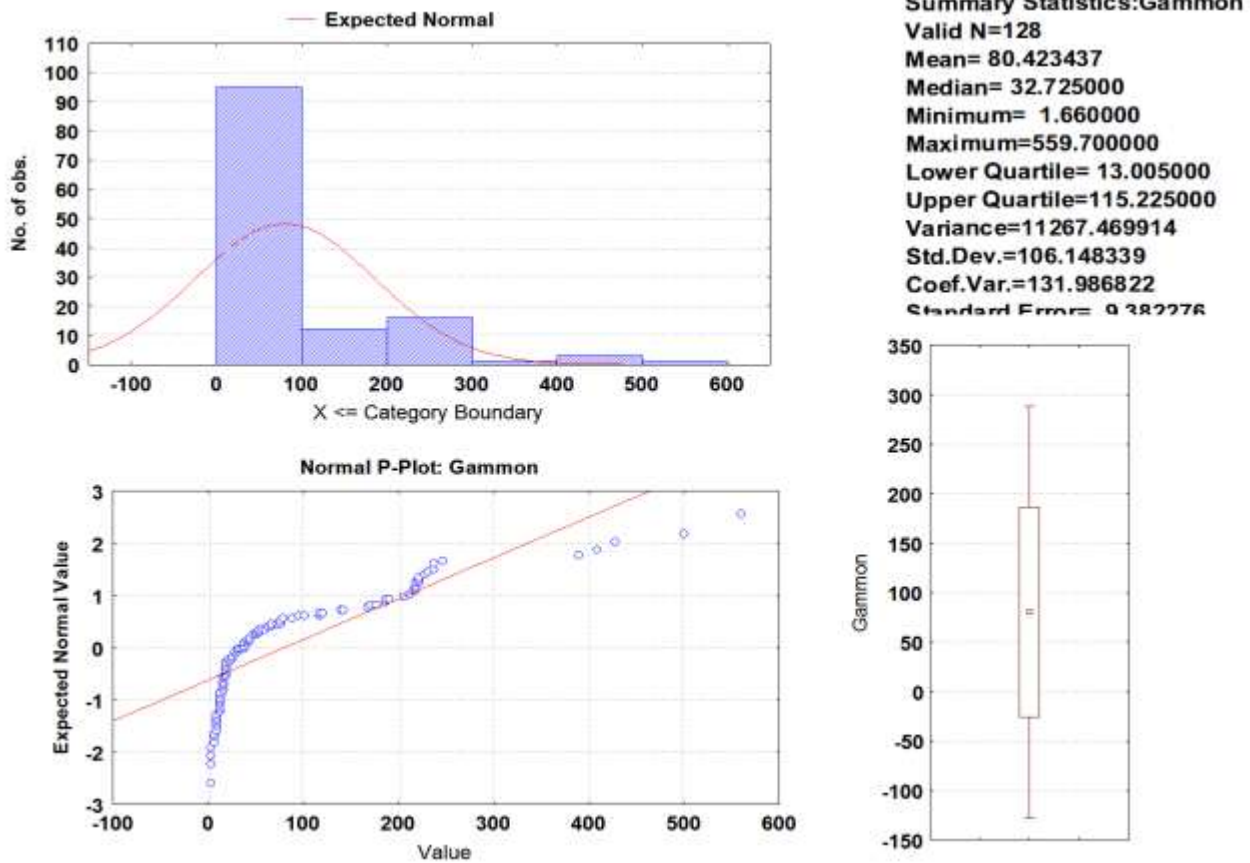 Expected Normal
110
100
90
80
70
60
50
40
30
20
10
0
No. of obs.
-100 0 100 200 300 400 500 600
X <= Category Boundary
Summary Statistics:Gammon
Valid N=128
Mean= 80.423437
Median= 32.725000
Minimum= 1.660000
Maximum=559.700000
Lower Quartile= 13.005000
Upper Quartile=115.225000
Variance=11267.469914
Std.Dev.=106.148339
Coef.Var.=131.986822
Standard Error= 9.382276
Normal P-Plot: Gammon
3
2
1
0
-1
-2
-3
Expected Normal Value
-100 0 100 200 300 400 500 600
Value
350
300
250
200
150
100
50
0
-50
-100
-150
Gammon